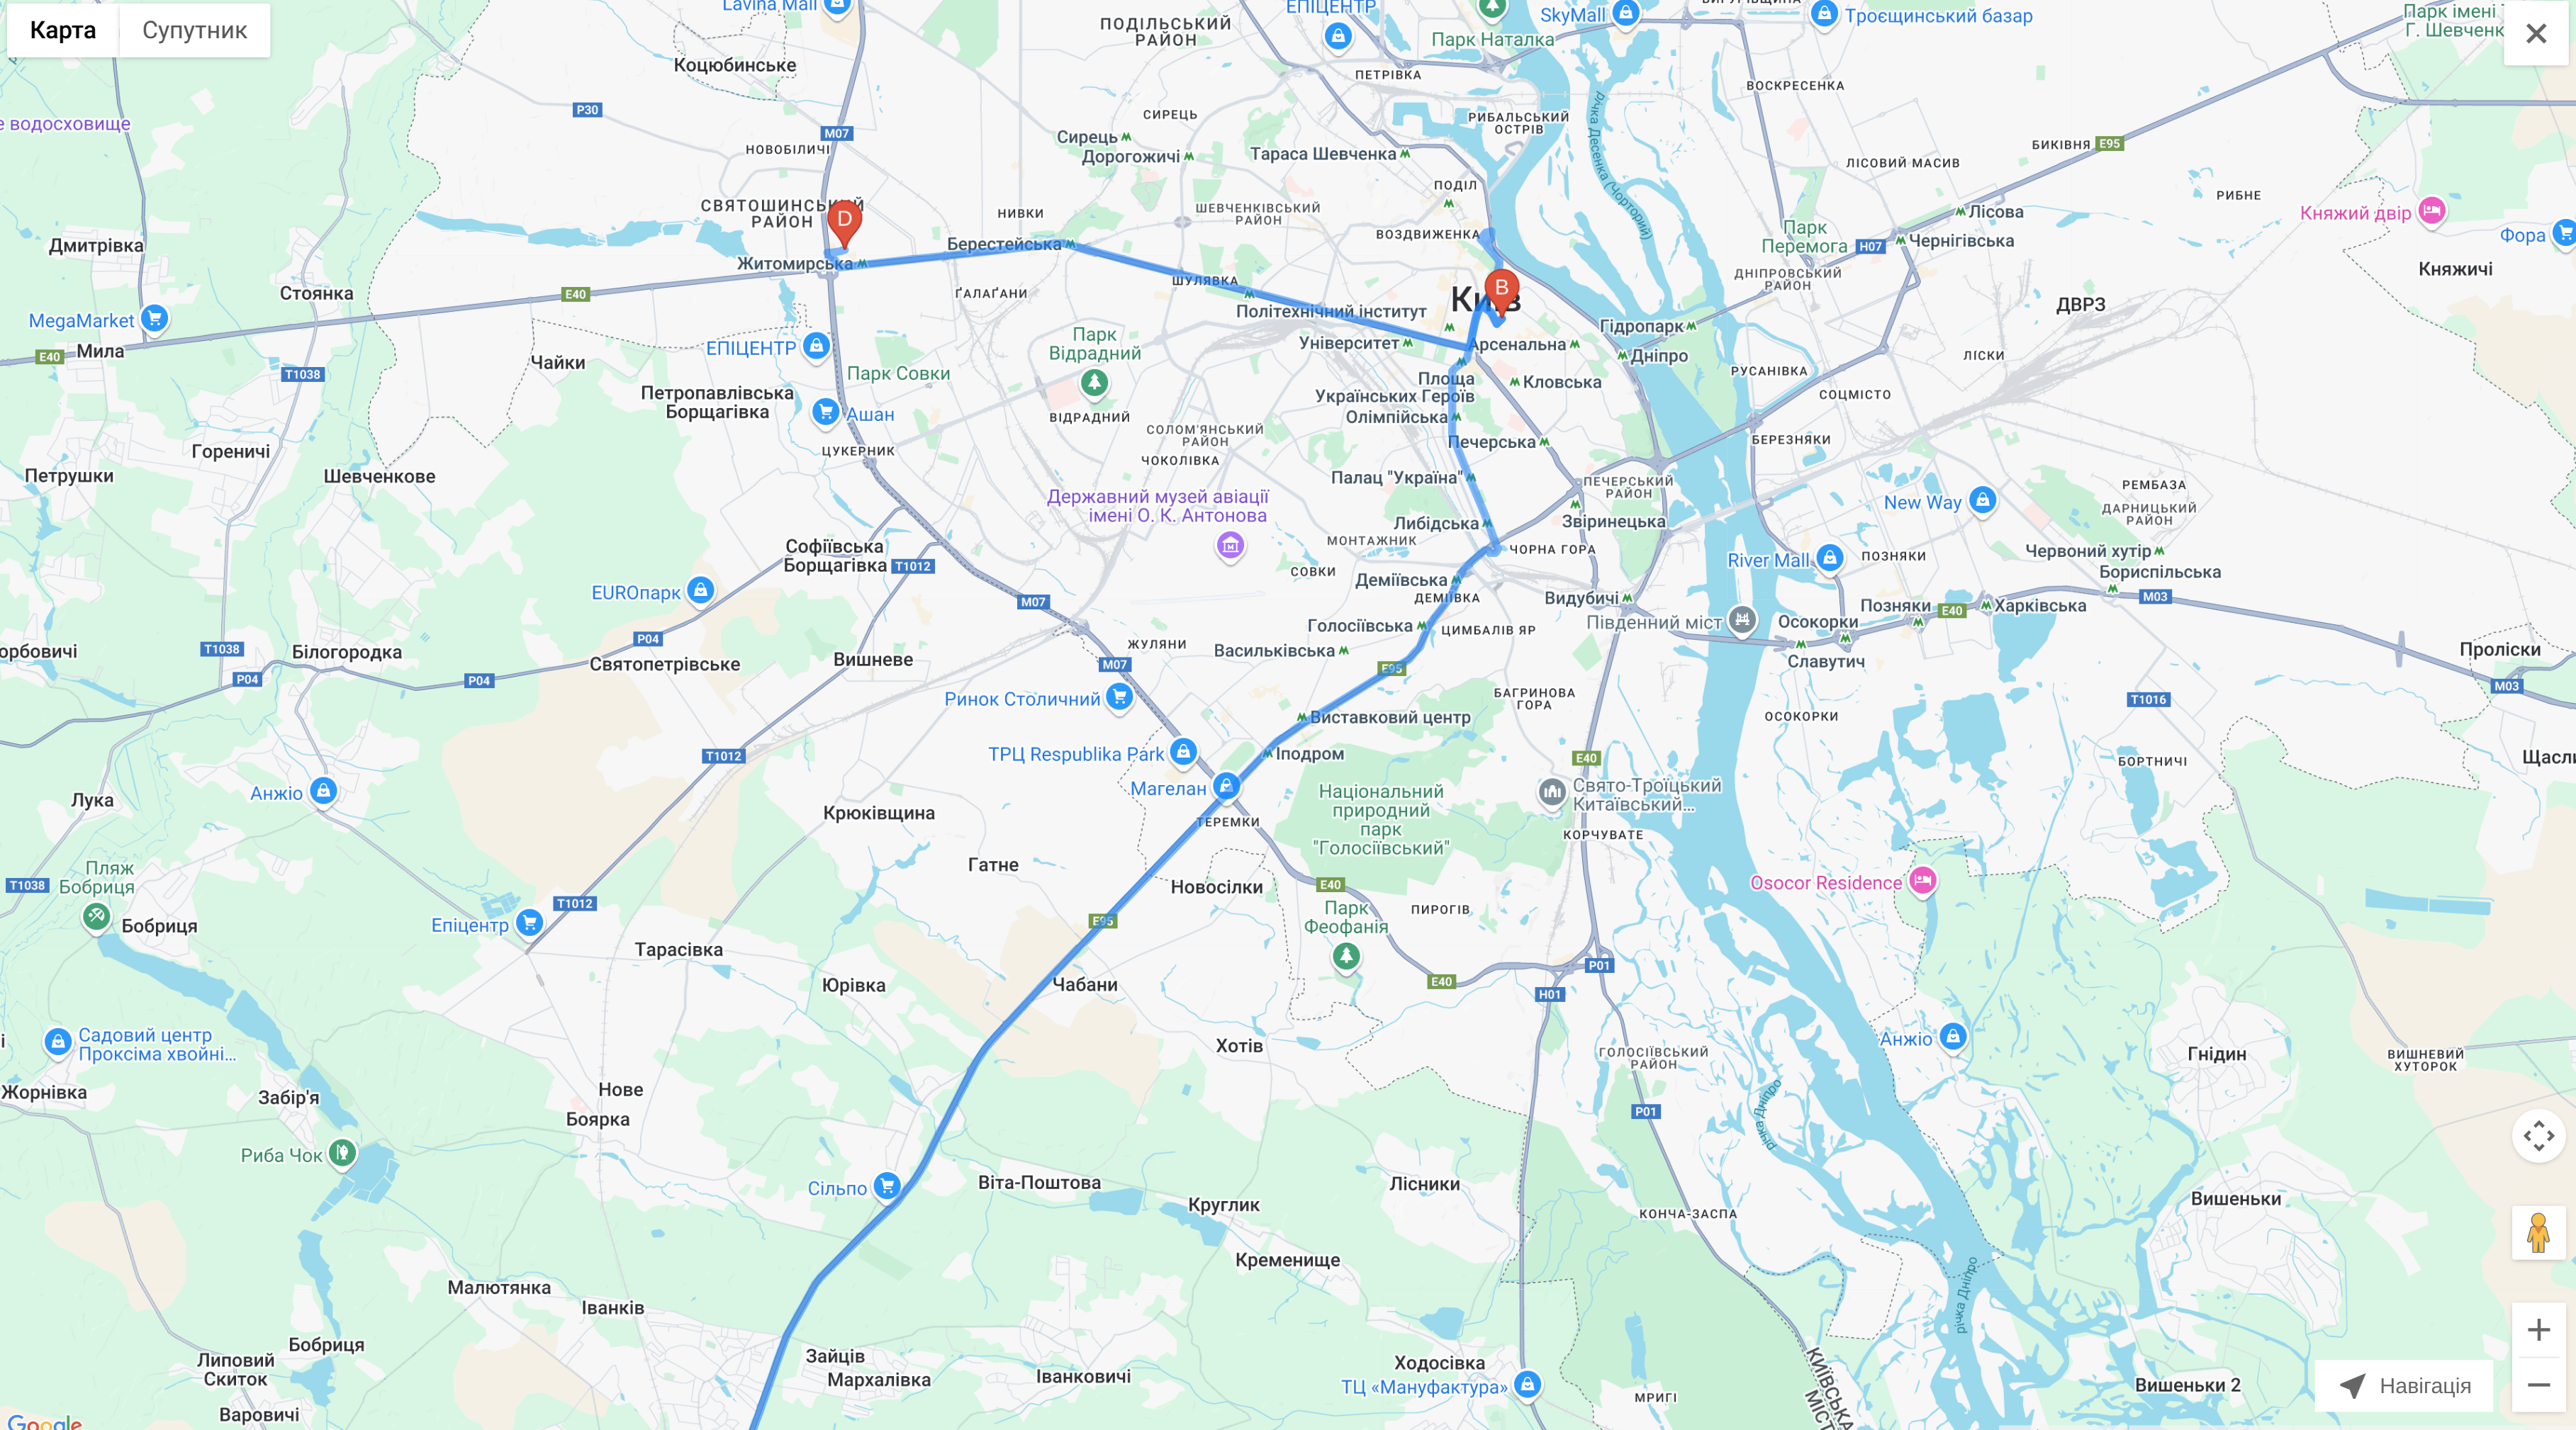 Карта
Супутник
Lavina Mall
ПОДІЛЬСЬКИЙ
РАЙОН
ЕПІЦЕНТР
Парк Наталка
SkyMall
Троєщинський базар
Коцюбинське
ПЕТРІВКА
ВОСКРЕСЕНКА
P30
M07
СИРЕЦЬ
РИБАЛЬСЬКИЙ
ОСТРІВ
річка Десенка (Чорторий)
е водосховище
НОВОБІЛИЧІ
Сирець
Дорогожичі
Тараса Шевченка
БИКІВНЯ
E95
ЛІСОВИЙ МАСИВ
РИБНЕ
ПОДІЛ
СВЯТОШИНСЬКИЙ
РАЙОН
D
НИВКИ
ШЕВЧЕНКІВСЬКИЙ
РАЙОН
ВОЗДВИЖЕНКА
Лісова
Княжий двір
Фора
Парк
Перемога
H07
Чернігівська
Дмитрівка
Берестейська
Житомирська
ДНІПРОВСЬКИЙ
РАЙОН
Княжичі
Стоянка
E40
ҐАЛАҐАНИ
ШУЛЯВКА
Київ
B
ДВРЗ
MegaMarket
Мила
E40
Чайки
ЕПІЦЕНТР
Парк
Відрадний
Політехнічний інститут
Університет
Арсенальна
Гідропарк
Дніпро
ЛІСКИ
РУСАНІВКА
T1038
Парк Совки
Площа
Українських Героїв
Кловська
СОЦМІСТО
Петропавлівська
Борщагівка
Ашан
ВІДРАДНИЙ
Олімпійська
Печерська
БЕРЕЗНЯКИ
СОЛОМ'ЯНСЬКИЙ
РАЙОН
ЧОКОЛІВКА
Гореничі
ЦУКЕРНИК
Петрушки
Шевченкове
Палац "Україна"
ПЕЧЕРСЬКИЙ
РАЙОН
РЕМБАЗА
ДАРНИЦЬКИЙ
РАЙОН
New Way
Державний музей авіації
імені О. К. Антонова
Либідська
Звіринецька
МОНТАЖНИК
ЧОРНА ГОРА
Софіївська
Борщагівка
T1012
River Mall
ПОЗНЯКИ
Червоний хутір
Бориспільська
СОВКИ
Деміївська
ДЕМІЇВКА
Видубичі
EUROпарк
M07
Позняки
E40
Харківська
M03
Голосіївська
ЦИМБАЛІВ ЯР
Південний міст
Осокорки
Славутич
P04
T1038
Білогородка
Святопетрівське
Вишневе
ЖУЛЯНИ
Васильківська
M07
E95
Проліски
M03
P04
P04
Ринок Столичний
БАГРИНОВА
ГОРА
T1016
ОСОКОРКИ
Виставковий центр
T1012
ТРЦ Respublika Park
Іподром
E40
БОРТНИЧІ
Магелан
Свято-Троїцький
Китаївський...
Лука
Анжіо
Крюківщина
ТЕРЕМКИ
Національний
природний
парк
"Голосіївський"
КОРЧУВАТЕ
Гатне
Пляж
Бобриця
T1038
Новосілки
E40
Osocor Residence
T1012
Бобриця
Епіцентр
E95
Парк
Феофанія
ПИРОГІВ
Тарасівка
Юрівка
Чабани
E40
P01
H01
Садовий центр
Проксіма хвойні...
Хотів
ГОЛОСІЇВСЬКИЙ
РАЙОН
Анжіо
Гнідин
ВИШНЕВИЙ
ХУТОРОК
Жорнівка
Забір'я
Нове
Боярка
P01
річка Дніпро
Риба Чок
Сільпо
Віта-Поштова
Лісники
Круглик
КОНЧА-ЗАСПА
Вишеньки
Кременище
Малютянка
Іванків
річка Дніпро
Бобриця
Липовий
Скиток
Зайців
Мархалівка
Іванковичі
Ходосівка
ТЦ «Мануфактура»
МРИГІ
Вишеньки 2
Навігація
Варовичі
Google